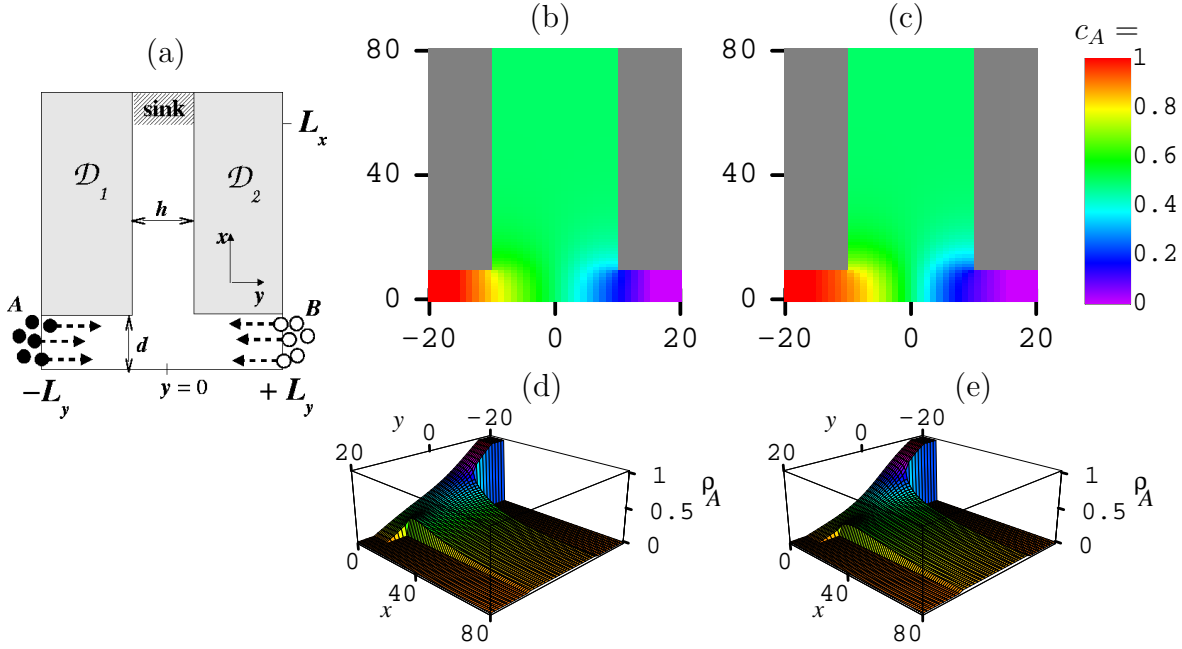 (a)
sink
L_x
𝒟_1
𝒟_2
h
x
y
A
B
d
−L_y
y = 0
+ L_y
(b)
80
40
0
−20
0
20
(c)
80
40
0
−20
0
20
c_A =
1
0.8
0.6
0.4
0.2
0
(d)
y
−20
0
20
1
0.5
0
ρ_A
0
40
x
80
(e)
y
−20
0
20
1
0.5
0
ρ_A
0
40
x
80